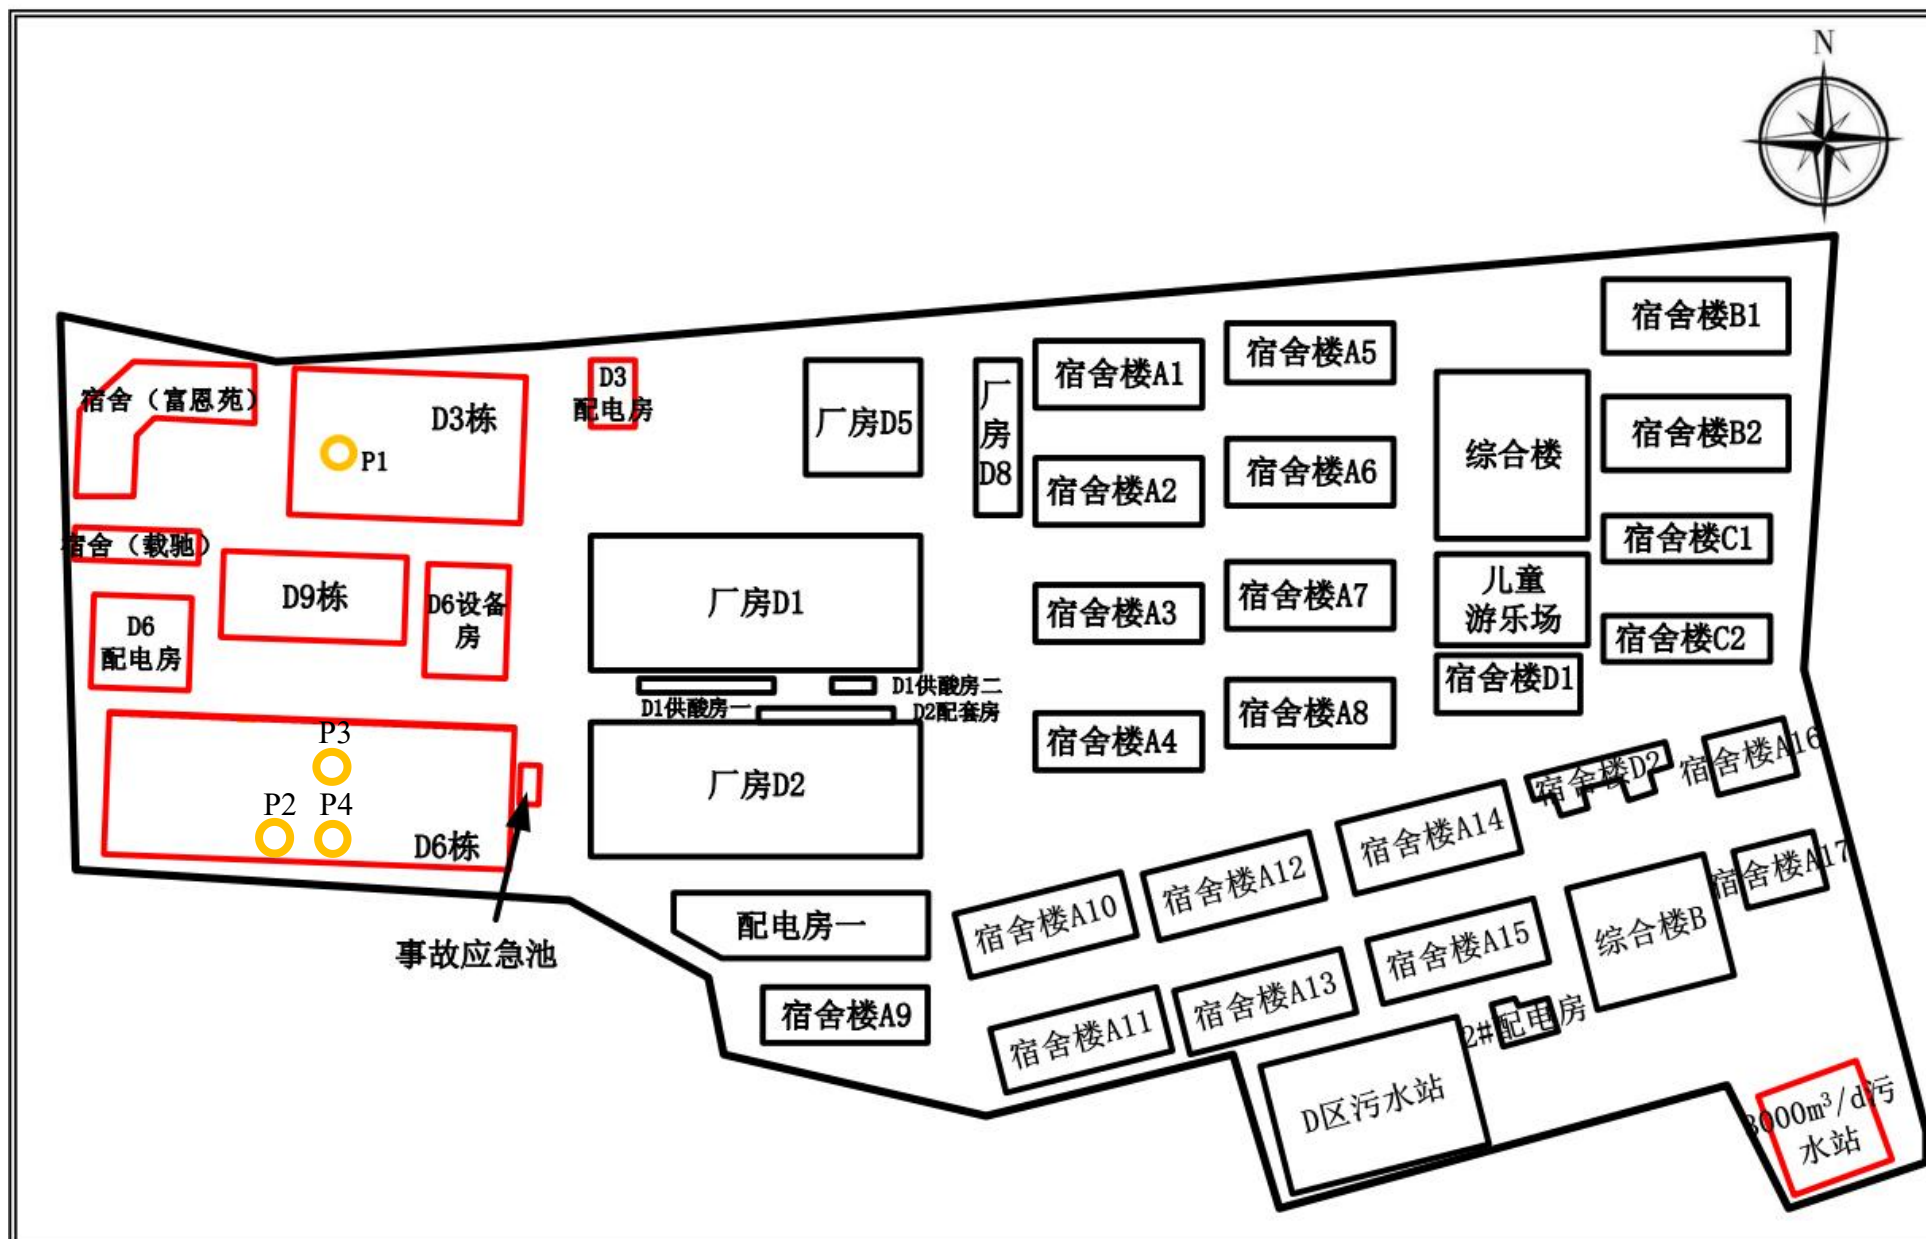 N
宿舍楼B1
宿舍楼A5
宿舍楼A1
D3
配电房
宿舍（富恩苑）
D3栋
P1
厂房D5
厂
房
D8
宿舍楼B2
综合楼
宿舍楼A6
宿舍楼A2
宿舍（载驰）
宿舍楼C1
D9栋
D6设备
房
厂房D1
宿舍楼A3
宿舍楼A7
儿童
游乐场
宿舍楼C2
D6
配电房
D1供酸房一
D1供酸房二
D2配套房
宿舍楼D1
宿舍楼A8
宿舍楼A4
P3
P2
P4
D6栋
厂房D2
宿舍楼D2
宿舍楼A16
宿舍楼A14
宿舍楼A12
宿舍楼A10
宿舍楼A17
综合楼B
宿舍楼A15
宿舍楼A13
宿舍楼A11
配电房一
事故应急池
宿舍楼A9
2#配电房
D区污水站
3000m³/d污
水站